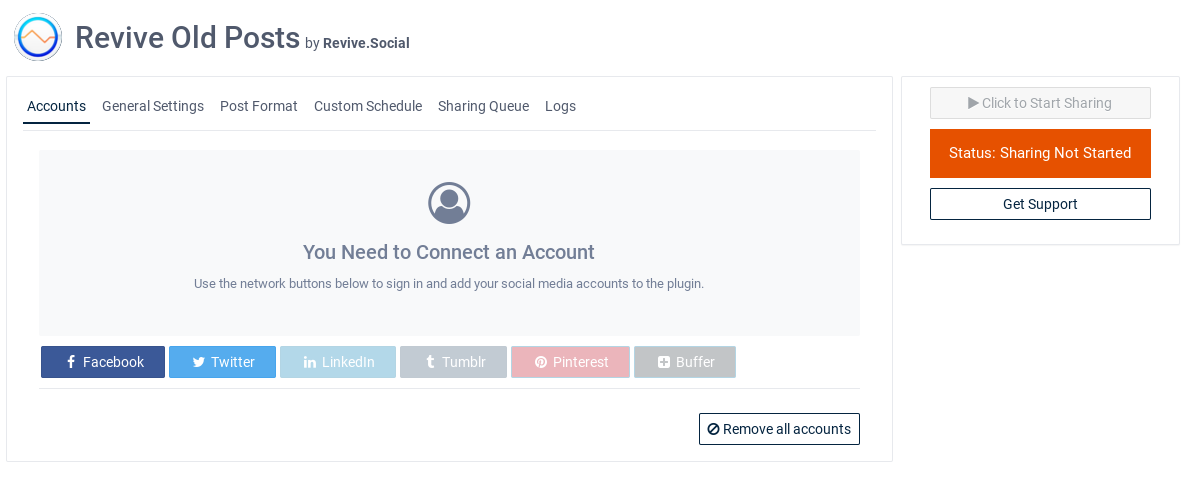 Revive Old Posts by Revive.Social
Accounts General Settings Post Format Custom Schedule Sharing Queue Logs
You Need to Connect an Account
Use the network buttons below to sign in and add your social media accounts to the plugin.
Facebook Twitter LinkedIn Tumblr Pinterest Buffer
Remove all accounts
Click to Start Sharing
Status: Sharing Not Started
Get Support